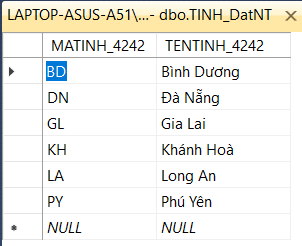 LAPTOP-ASUS-A51\...- dbo.TINH_DatNT
MATINH_4242 TENTINH_4242
BD Bình Dương
DN Đà Nẵng
GL Gia Lai
KH Khánh Hoà
LA Long An
PY Phú Yên
NULL NULL